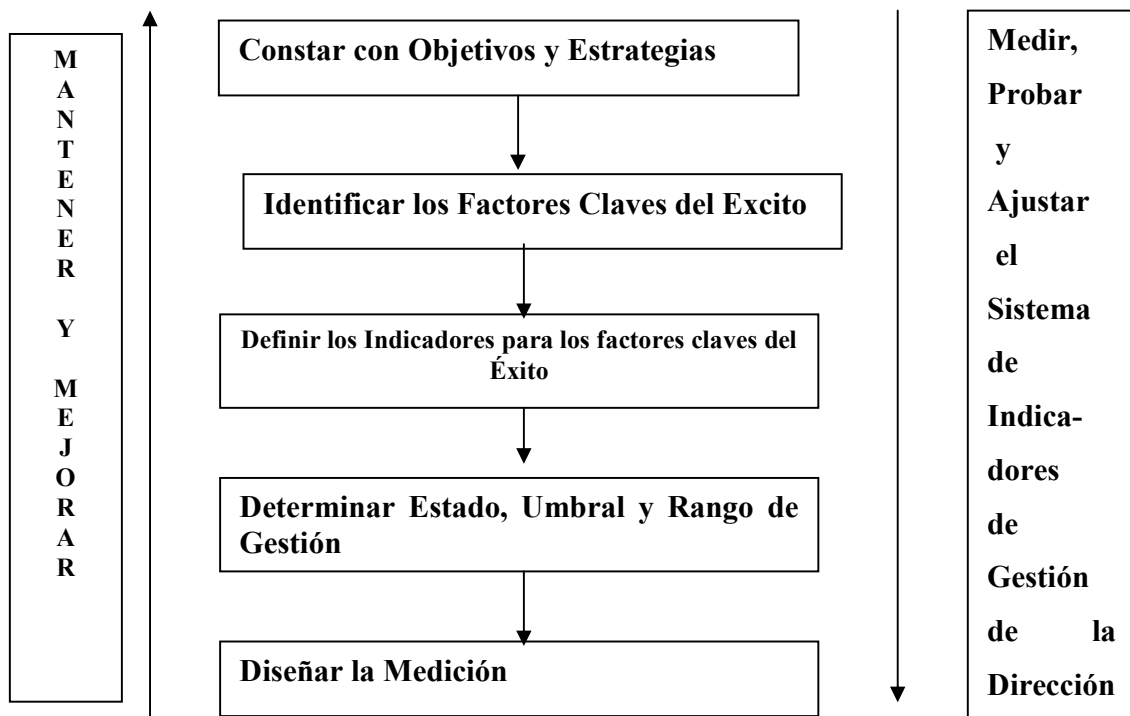 M
A
N
T
E
N
E
R
Y
M
E
J
O
R
A
R
Constar con Objetivos y Estrategias
Identificar los Factores Claves del Excito
Definir los Indicadores para los factores claves del
Éxito
Determinar Estado, Umbral y Rango de
Gestión
Diseñar la Medición
Medir,
Probar
y
Ajustar
el
Sistema
de
Indica-
dores
de
Gestión
de la
Dirección